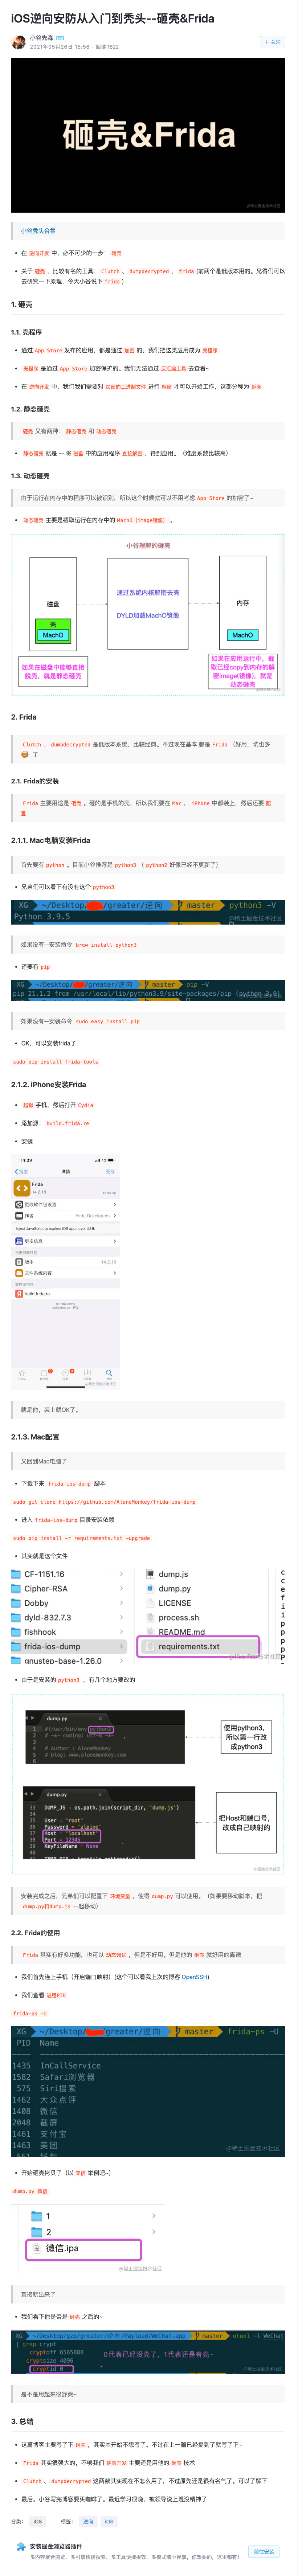 iOS逆向安防从入门到秃头--砸壳&Frida
小谷先森
2021年05月26日 15:56 · 阅读 1822
+ 关注
砸壳&Frida
@稀土掘金技术社区
小谷秃头合集
在 逆向开发 中，必不可少的一步： 砸壳
关于 砸壳 ，比较有名的工具： Clutch 、 dumpdecrypted 、 frida (前两个是低版本用的。兄得们可以
去研究一下原理，今天小谷说下 frida )
1. 砸壳
1.1. 壳程序
通过 App Store 发布的应用，都是通过 加密 的，我们把这类应用成为 壳程序
壳程序 是通过 App Store 加密保护的。我们无法通过 反汇编工具 去查看~
在 逆向开发 中，我们我们需要对 加密的二进制文件 进行 解密 才可以开始工作，这部分称为 砸壳
1.2. 静态砸壳
砸壳 又有两种： 静态砸壳 和 动态砸壳
静态砸壳 就是 -- 将 磁盘 中的应用程序 直接解密 ，得到应用。（难度系数比较高）
1.3. 动态砸壳
由于运行在内存中的程序可以被识别，所以这个时候就可以不用考虑 App Store 的加密了~
动态砸壳 主要是截取运行在内存中的 MachO（image镜像） 。
小谷理解的砸壳
磁盘
壳
MachO
通过系统内核解密去壳
DYLD加载MachO镜像
内存
MachO
如果在磁盘中能够直接
脱壳，就是静态砸壳
如果在应用运行中，截
取已经copy到内存的解
密image(镜像)，就是
动态砸壳
2. Frida
Clutch 、 dumpdecrypted 是低版本系统，比较经典。不过现在基本 都是 Frida （好用，坑也多
了
2.1. Frida的安装
Frida 主要用途是 砸壳 。砸的是手机的壳，所以我们要在 Mac ， iPhone 中都装上，然后还要 配
置
2.1.1. Mac电脑安装Frida
首先要有 python 。目前小谷推荐是 python3 （ python2 好像已经不更新了）
兄弟们可以看下有没有这个 python3
XG ~/Desktop/ /greater/逆向 master python3 -V
Python 3.9.5
@稀土掘金技术社区
如果没有—安装命令 brew install python3
还要有 pip
XG ~/Desktop/ /greater/逆向 master pip -V
pip 21.1.2 from /usr/local/lib/python3.9/site-packages/pip (python 3.9)
如果没有—安装命令 sudo easy_install pip
OK，可以安装frida了
sudo pip install frida-tools
2.1.2. iPhone安装Frida
越狱 手机，然后打开 Cydia
添加源： build.frida.re
安装
14:39
4G
搜索
详情
更改
Frida
14.2.18
更改软件包设置
作者
Frida Developers
Inject JavaScript to explore iOS apps over USB.
更多信息
版本
14.2.18
文件系统内容
build.frida.re
就是他，装上就OK了。
2.1.3. Mac配置
又回到Mac电脑了
下载下来 frida-ios-dump 脚本
sudo git clone https://github.com/AloneMonkey/frida-ios-dump
进入 frida-ios-dump 目录安装依赖
sudo pip install -r requirements.txt -upgrade
其实就是这个文件
CF-1151.16
Cipher-RSA
Dobby
dyld-832.7.3
fishhook
frida-ios-dump
gnustep-base-1.26.0
dump.js
dump.py
LICENSE
process.sh
README.md
requirements.txt
@稀土掘金技术社区
由于是安装的 python3 ，有几个地方要改的
dump.py
1 #!/usr/bin/env python3
2 # -*- coding: utf-8 -*-
3
4 # Author : AloneMonkey
5 # blog: www.alonemonkey.com
使用python3，
所以第一行改
成python3
dump.py
33 DUMP_JS = os.path.join(script_dir, 'dump.js')
User = 'root'
Password = 'alpine'
Host = 'localhost'
Port = 12345
把Host和端口号，
改成自己映射的
安装完成之后，兄弟们可以配置下 环境变量 ，使得 dump.py 可以使用。（如果要移动脚本，把
dump.py和dump.js 一起移动）
2.2. Frida的使用
Frida 其实有好多功能，也可以 动态调试 ，但是不好用。但是他的 砸壳 就好用的离谱
我们首先连上手机（开启端口映射）(这个可以看我上次的博客 OpenSSH)
我们查看 进程PID
frida-ps -U
XG ~/Desktop/ /greater/逆向 master frida-ps -U
PID Name
1435 InCallService
1582 Safari浏览器
575 Siri搜索
1462 大众点评
1408 微信
2048 截屏
1461 支付宝
1463 美团
@稀土掘金技术社区
开始砸壳拷贝了（以 某信 举例吧~）
dump.py 微信
1
2
微信.ipa
@稀土掘金技术社区
直接就出来了
我们看下他是否是 砸壳 之后的~
XG ~/Desktop/gzp/greater/逆向/Payload/WeChat.app master otool -l WeChat
| grep crypt
cryptoff 6565888
cryptsize 4096
cryptid 0
0代表已经没壳了，1代表还是有壳~
是不是用起来很舒爽~
3. 总结
这篇博客主要写了下 砸壳 ，其实本开始不想写了。不过在上一篇已经提到了就写了下~
Frida 其实很强大的，不够我们 逆向开发 主要还是用他的 砸壳 技术
Clutch 、 dumpdecrypted 这两款其实现在不怎么用了，不过原先还是很有名气了。可以了解下
最后。小谷写完博客要买咖啡了。最近学习很晚，被领导说上班没精神了
分类： iOS 标签： 逆向 iOS
安装掘金浏览器插件
多内容聚合浏览、多引擎快捷搜索、多工具便捷提效、多模式随心畅享，你想要的，这里都有！
前往安装